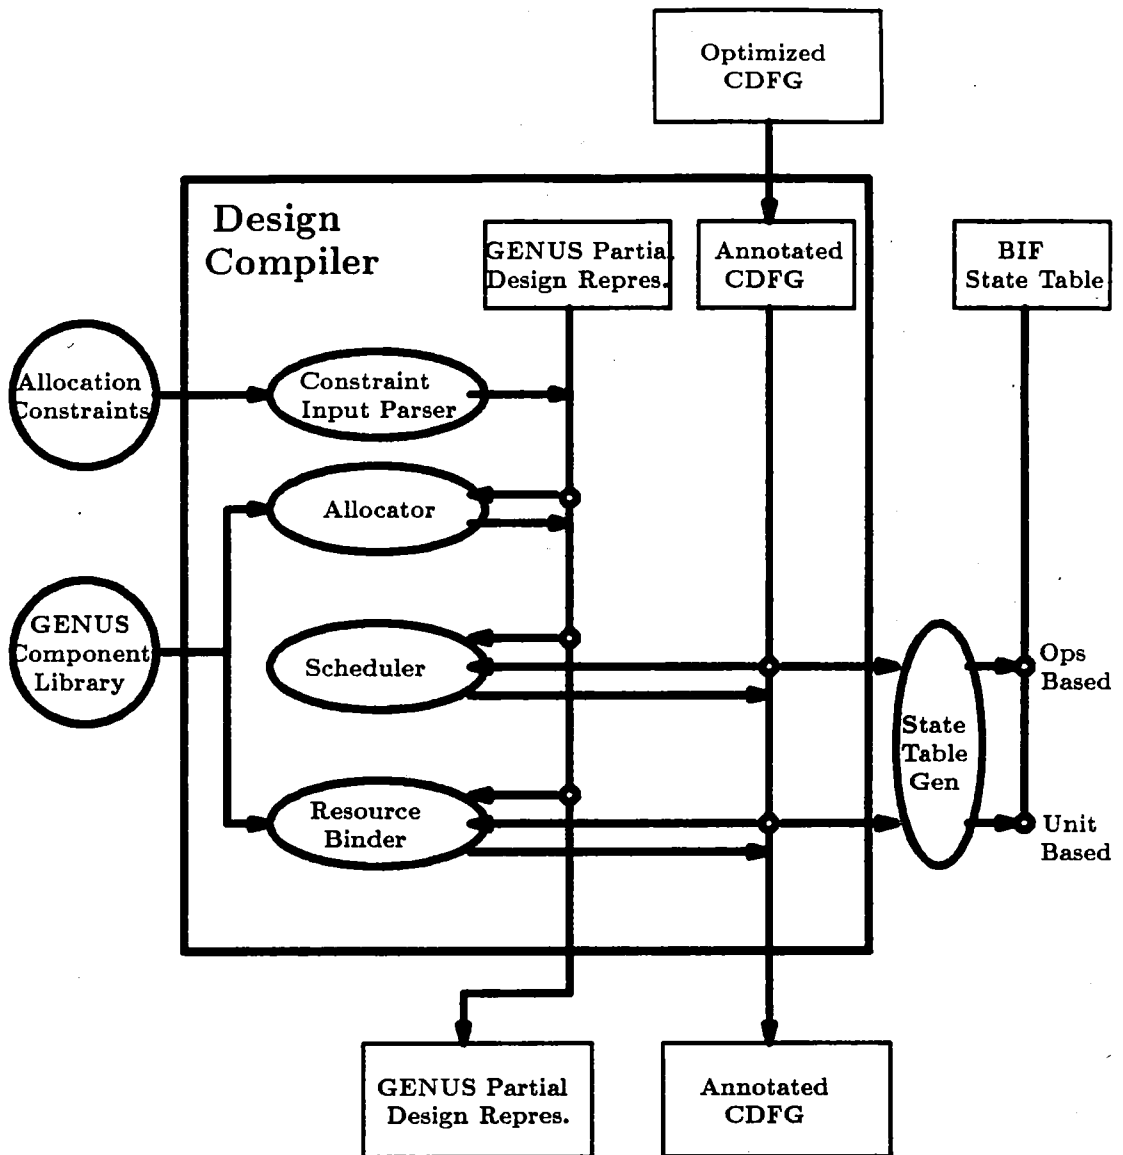 Optimized
CDFG
Design
Compiler
GENUS Partial
Design Repres.
Annotated
CDFG
BIF
State Table
Allocation
Constraints
Constraint
Input Parser
Allocator
GENUS
Component
Library
Scheduler
Ops
Based
State
Table
Gen
Resource
Binder
Unit
Based
GENUS Partial
Design Repres.
Annotated
CDFG